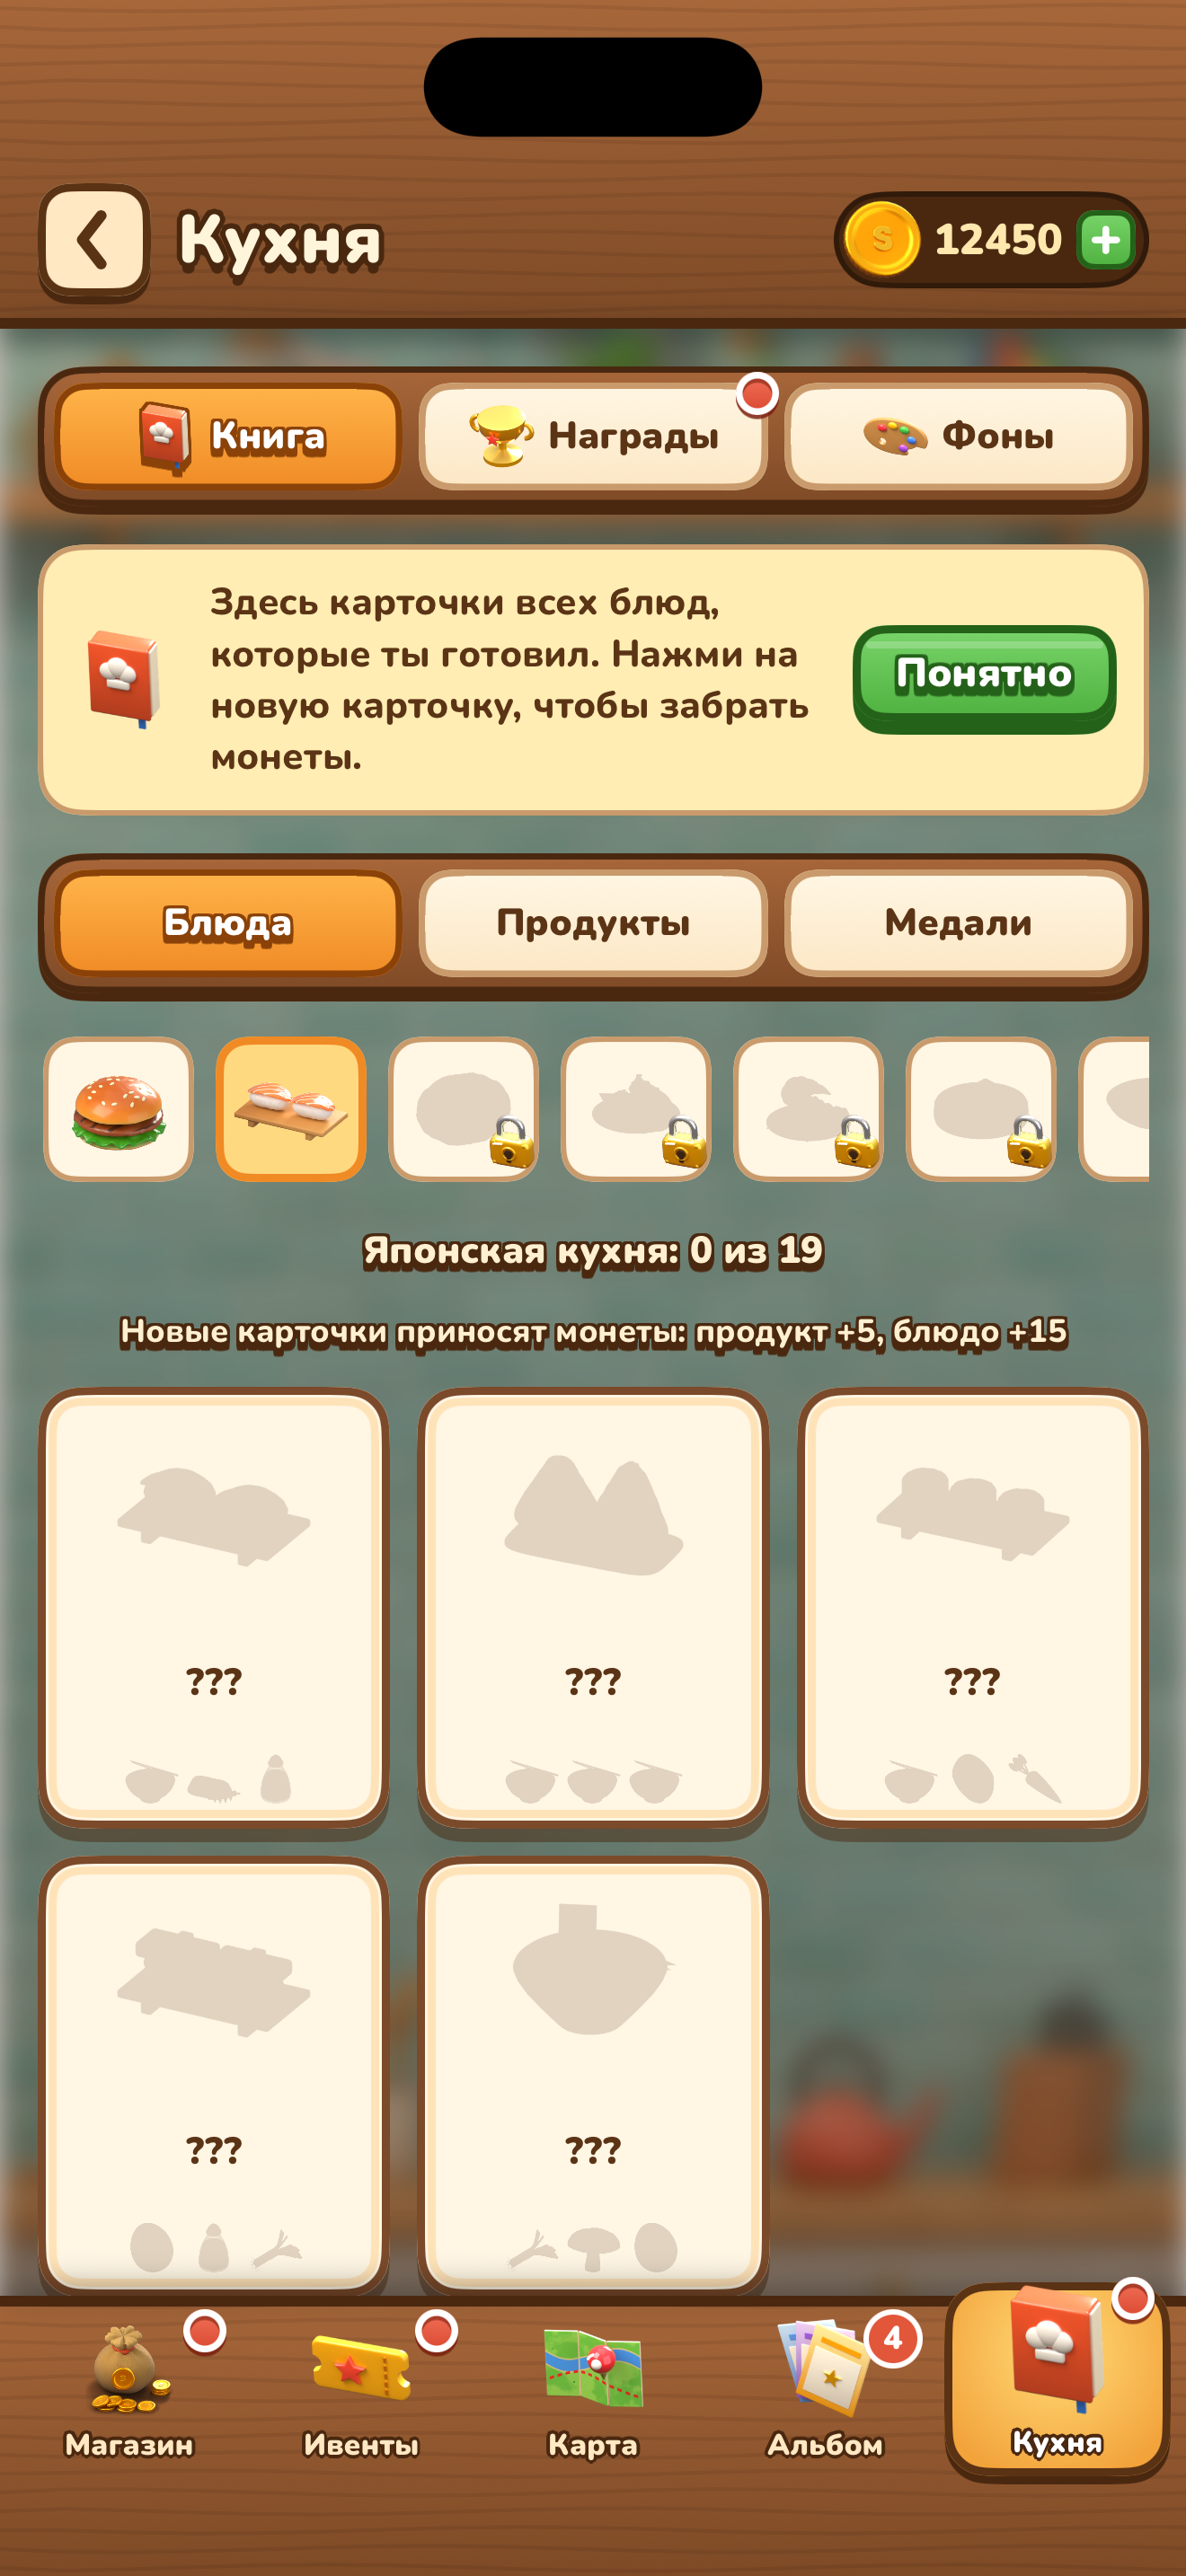 Кухня
12450
Книга
Награды
Фоны
Здесь карточки всех блюд,
которые ты готовил. Нажми на
новую карточку, чтобы забрать
монеты.
Понятно
Блюда
Продукты
Медали
Японская кухня: 0 из 19
Новые карточки приносят монеты: продукт +5, блюдо +15
???
???
???
???
???
4
Магазин
Ивенты
Карта
Альбом
Кухня